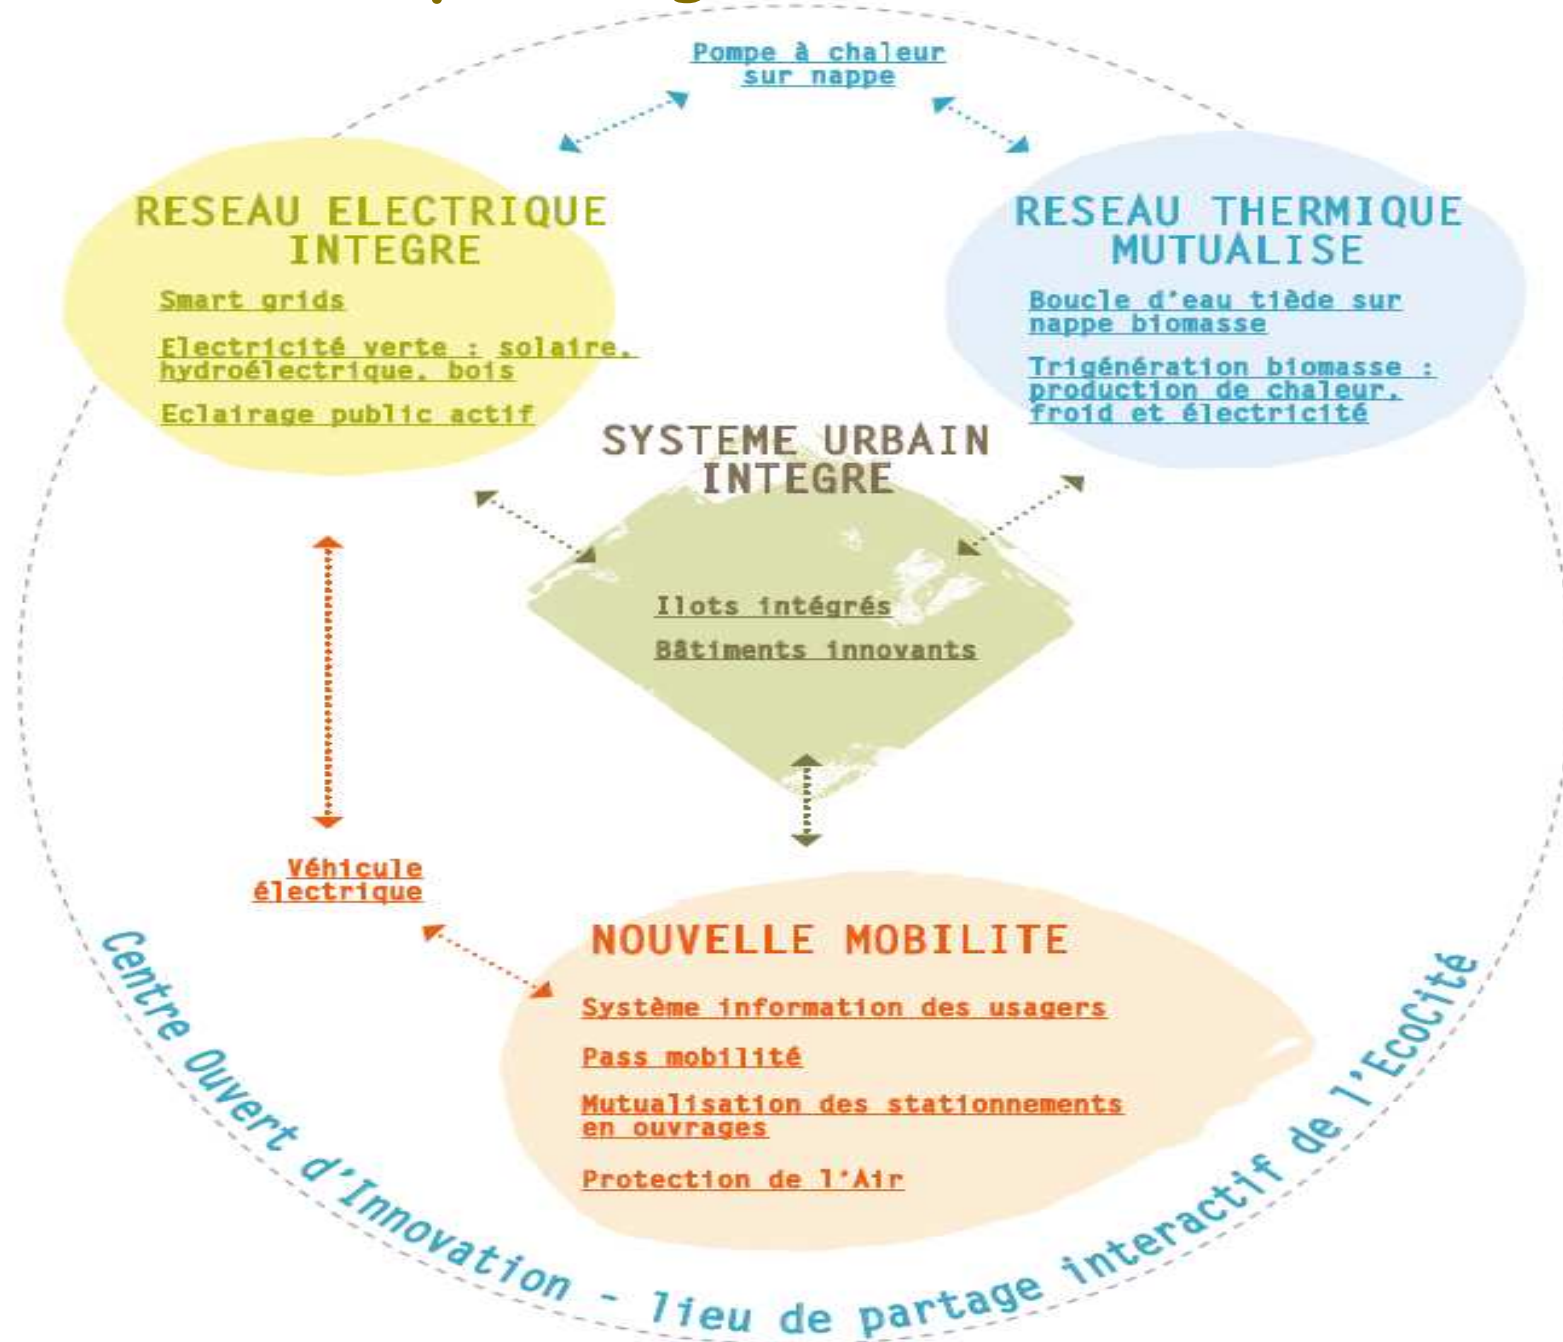 Pompe à chaleur
sur nappe
RESEAU ELECTRIQUE
INTEGRE
Smart grids
Electricité verte : solaire,
hydroélectrique, bois
Eclairage public actif
RESEAU THERMIQUE
MUTUALISE
Boucle d'eau tiède sur
nappe biomasse
Trigénération biomasse :
production de chaleur,
froid et électricité
SYSTEME URBAIN
INTEGRE
Ilots intégrés
Bâtiments innovants
Véhicule
électrique
NOUVELLE MOBILITE
Système information des usagers
Pass mobilité
Mutualisation des stationnements
en ouvrages
Protection de l'Air
Centre Ouvert d'Innovation - lieu de partage interactif de l'EcoCité